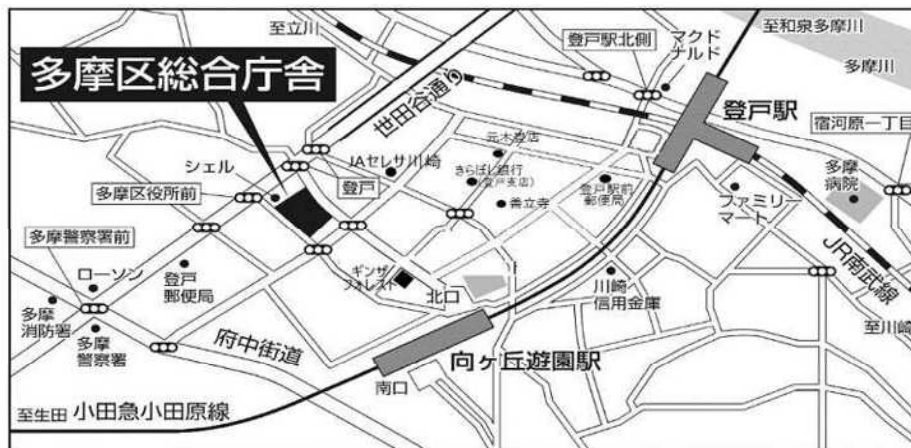 至立川
登戸駅北側
マクド
ナルド
至和泉多摩川
多摩川
多摩区総合庁舎
世田谷通り
登戸駅
宿河原一丁目
元木登店
シェル
JAセレサ川崎
きらぼし銀行
(登戸支店)
多摩区役所前
登戸
善立寺
登戸駅前
郵便局
ファミリー
マート
多摩
病院
多摩警察署前
ローソン
登戸
郵便局
ギンザ
フォレスト
北口
川崎
信用金庫
JR南武線
多摩
消防署
多摩
警察署
府中街道
向ヶ丘遊園駅
至川崎
南口
至生田
小田急小田原線